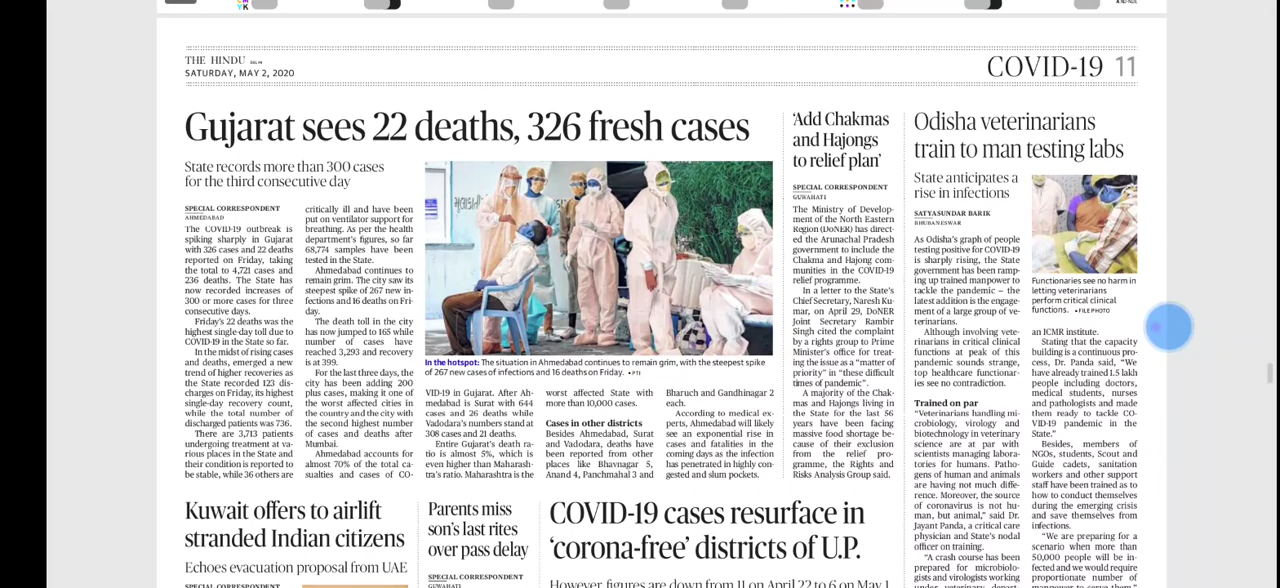 THE HINDU
SATURDAY, MAY 2, 2020
COVID-19 11
Gujarat sees 22 deaths, 326 fresh cases
State records more than 300 cases
for the third consecutive day
SPECIAL CORRESPONDENT
AHMEDABAD
The COVID-19 outbreak is
spiking sharply in Gujarat
with 326 cases and 22 deaths
reported on Friday, taking
the total to 4,721 cases and
236 deaths. The State has
now recorded increases of
300 or more cases for three
consecutive days.
Friday's 22 deaths was the
highest single-day toll due to
COVID-19 in the State so far.
In the midst of rising cases
and deaths, emerged a new
trend of higher recoveries as
the State recorded 123 dis-
charges on Friday, its highest
single-day recovery count,
while the total number of
discharged patients was 736.
There are 3,713 patients
undergoing treatment at va-
rious places in the State and
their condition is reported to
be stable, while 36 others are
critically ill and have been
put on ventilator support for
breathing. As per the health
department's figures, so far
68,774 samples have been
tested in the State.
Ahmedabad continues to
remain grim. The city saw its
steepest spike of 267 new in-
fections and 16 deaths on Fri-
day.
The death toll in the city
has now jumped to 165 while
number of cases have
reached 3,293 and recovery
is at 399.
For the last three days, the
city has been adding 200
plus cases, making it one of
the worst affected cities in
the country and the city with
the second highest number
of cases and deaths after
Mumbai.
Ahmedabad accounts for
almost 70% of the total ca-
sualties and cases of CO-
In the hotspot: The situation in Ahmedabad continues to remain grim, with the steepest spike
of 267 new cases of infections and 16 deaths on Friday. • PTI
VID-19 in Gujarat. After Ah-
medabad is Surat with 644
cases and 26 deaths while
Vadodara's numbers stand at
308 cases and 21 deaths.
Entire Gujarat's death ra-
tio is almost 5%, which is
even higher than Maharash-
tra's ratio. Maharashtra is the
worst affected State with
more than 10,000 cases.
Cases in other districts
Besides Ahmedabad, Surat
and Vadodara, deaths have
been reported from other
places like Bhavnagar 5,
Anand 4, Panchmahal 3 and
Bharuch and Gandhinagar 2
each.
According to medical ex-
perts, Ahmedabad will likely
see an exponential rise in
cases and fatalities in the
coming days as the infection
has penetrated in highly con-
gested and slum pockets.
'Add Chakmas
and Hajongs
to relief plan'
SPECIAL CORRESPONDENT
GUWAHATI
The Ministry of Develop-
ment of the North Eastern
Region (DoNER) has direct-
ed the Arunachal Pradesh
government to include the
Chakma and Hajong com-
munities in the COVID-19
relief programme.
In a letter to the State's
Chief Secretary, Naresh Ku-
mar, on April 29, DoNER
Joint Secretary Rambir
Singh cited the complaint
by a rights group to Prime
Minister's office for treat-
ing the issue as a "matter of
priority" in "these difficult
times of pandemic".
A majority of the Chak-
mas and Hajongs living in
the State for the last 56
years have been facing
massive food shortage be-
cause of their exclusion
from the relief pro-
gramme, the Rights and
Risks Analysis Group said.
Odisha veterinarians
train to man testing labs
State anticipates a
rise in infections
SATYASUNDAR BARIK
BHUBANESWAR
As Odisha's graph of people
testing positive for COVID-19
is sharply rising, the State
government has been ramp-
ing up trained manpower to
tackle the pandemic – the
latest addition is the engage-
ment of a large group of ve-
terinarians.
Although involving vete-
rinarians in critical clinical
functions at peak of this
pandemic sounds strange,
top healthcare functionar-
ies see no contradiction.
Trained on par
"Veterinarians handling mi-
crobiology, virology and
biotechnology in veterinary
science are at par with
scientists managing labora-
tories for humans. Patho-
gens of human and animals
are having not much diffe-
rence. Moreover, the source
of coronavirus is not hu-
man, but animal," said Dr.
Jayant Panda, a critical care
physician and State's nodal
officer on training.
"A crash course has been
prepared for microbiolo-
gists and virologists working
under veterinary depart-
Functionaries see no harm in
letting veterinarians
perform critical clinical
functions. • FILE PHOTO
an ICMR institute.
Stating that the capacity
building is a continuous pro-
cess, Dr. Panda said, "We
have already trained 1.5 lakh
people including doctors,
medical students, nurses
and pathologists and made
them ready to tackle CO-
VID-19 pandemic in the
State."
Besides, members of
NGOs, students, Scout and
Guide cadets, sanitation
workers and other support
staff have been trained as to
how to conduct themselves
during the emerging crisis
and save themselves from
infections.
"We are preparing for a
scenario when more than
50,000 people will be in-
fected and we would require
proportionate number of
manpower to serve them."
Kuwait offers to airlift
stranded Indian citizens
Echoes evacuation proposal from UAE
SPECIAL CORRESPONDENT
Parents miss
son's last rites
over pass delay
SPECIAL CORRESPONDENT
GUWAHATI
COVID-19 cases resurface in
'corona-free' districts of U.P.
However, figures are down from 11 on April 22 to 6 on May 1